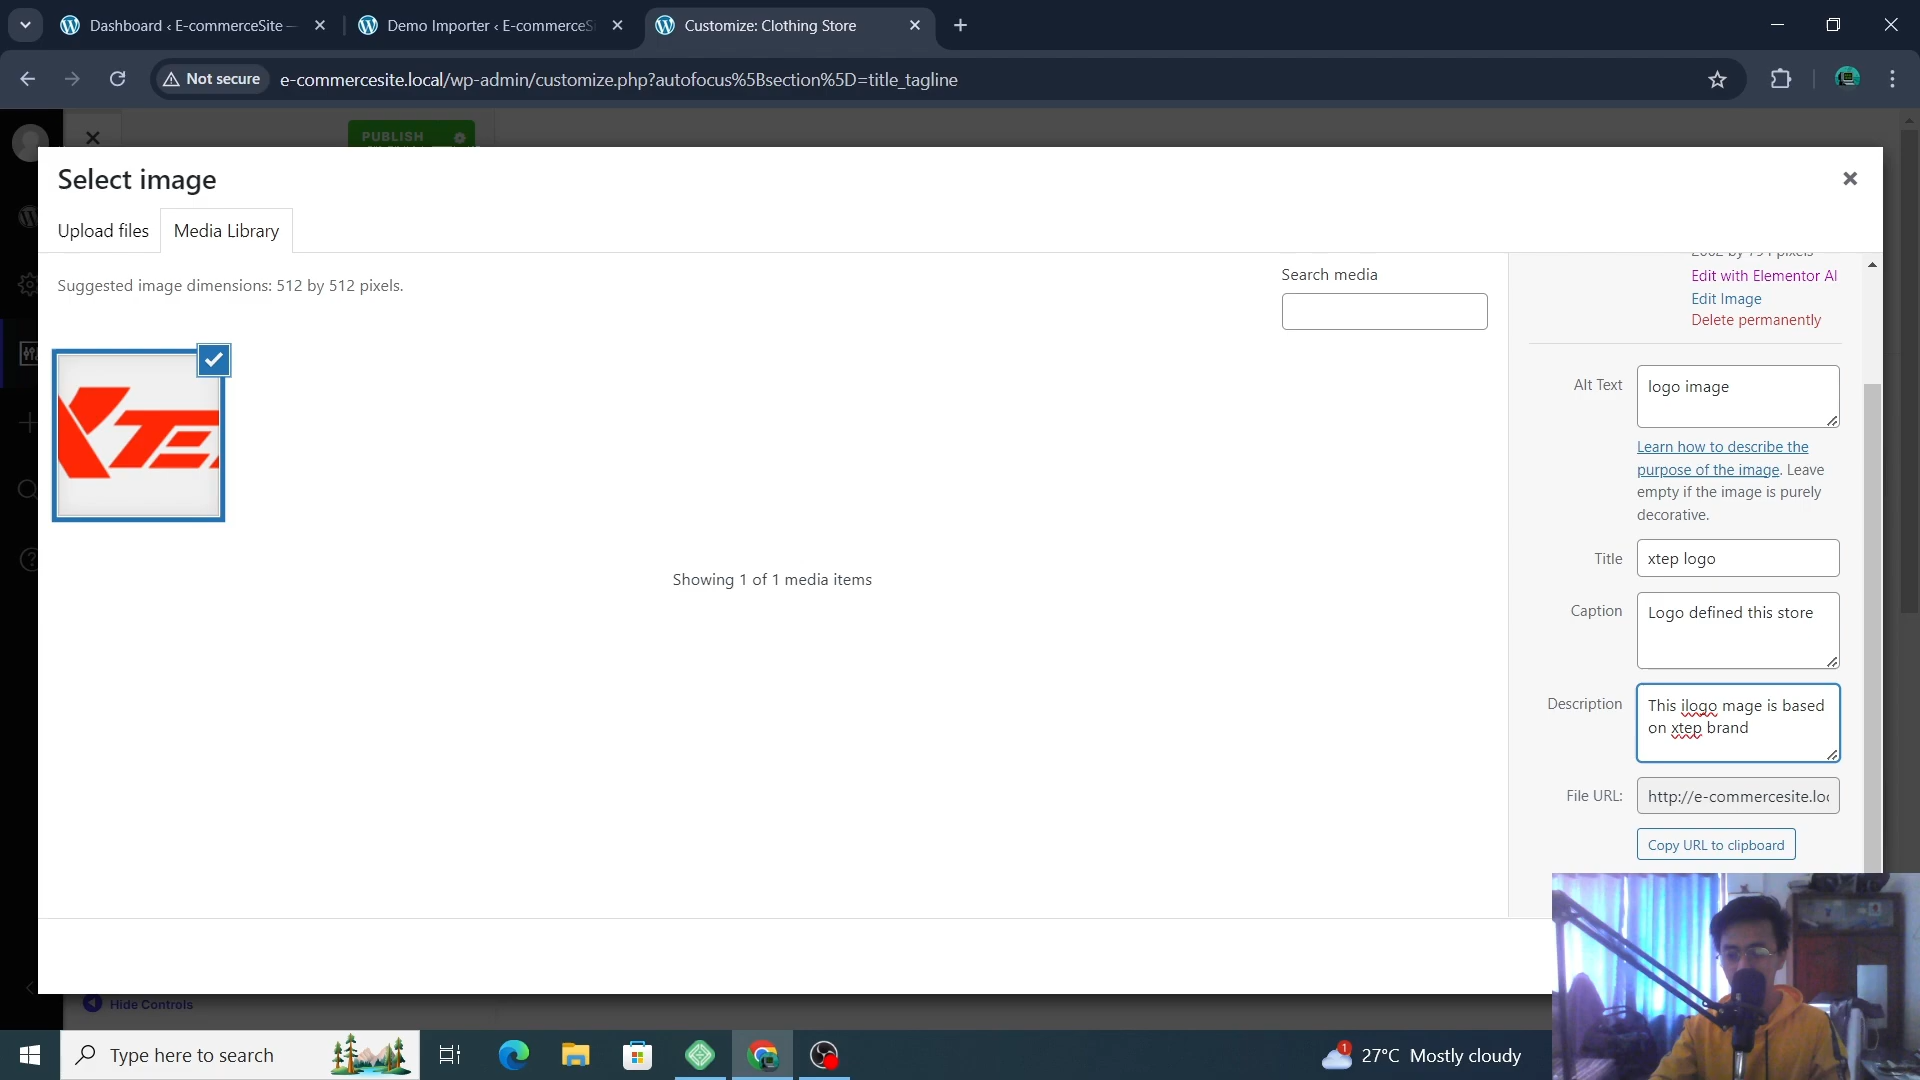 Dashboard ‹ E-commerceSite —
Demo Importer ‹ E-commerceSi
Customize: Clothing Store
Not secure
e-commercesite.local/wp-admin/customize.php?autofocus%5Bsection%5D=title_tagline
PUBLISH
Select image
Upload files
Media Library
Suggested image dimensions: 512 by 512 pixels.
Search media
Edit with Elementor AI
Edit Image
Delete permanently
XTE
Alt Text
logo image
Learn how to describe the
purpose of the image. Leave
empty if the image is purely
decorative.
Title
xtep logo
Showing 1 of 1 media items
Caption
Logo defined this store
Description
This ilogo mage is based
on xtep brand
File URL:
http://e-commercesite.loc
Copy URL to clipboard
Hide Controls
Type here to search
1
27°C Mostly cloudy